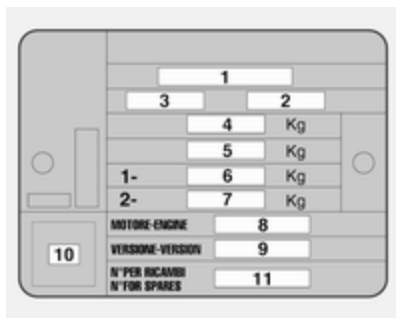 1
3 2
4 Kg
5 Kg
1- 6 Kg
2- 7 Kg
MOTORE-ENGINE 8
VERSIONE-VERSION 9
10
N°PER RICAMBI
N°FOR SPARES 11